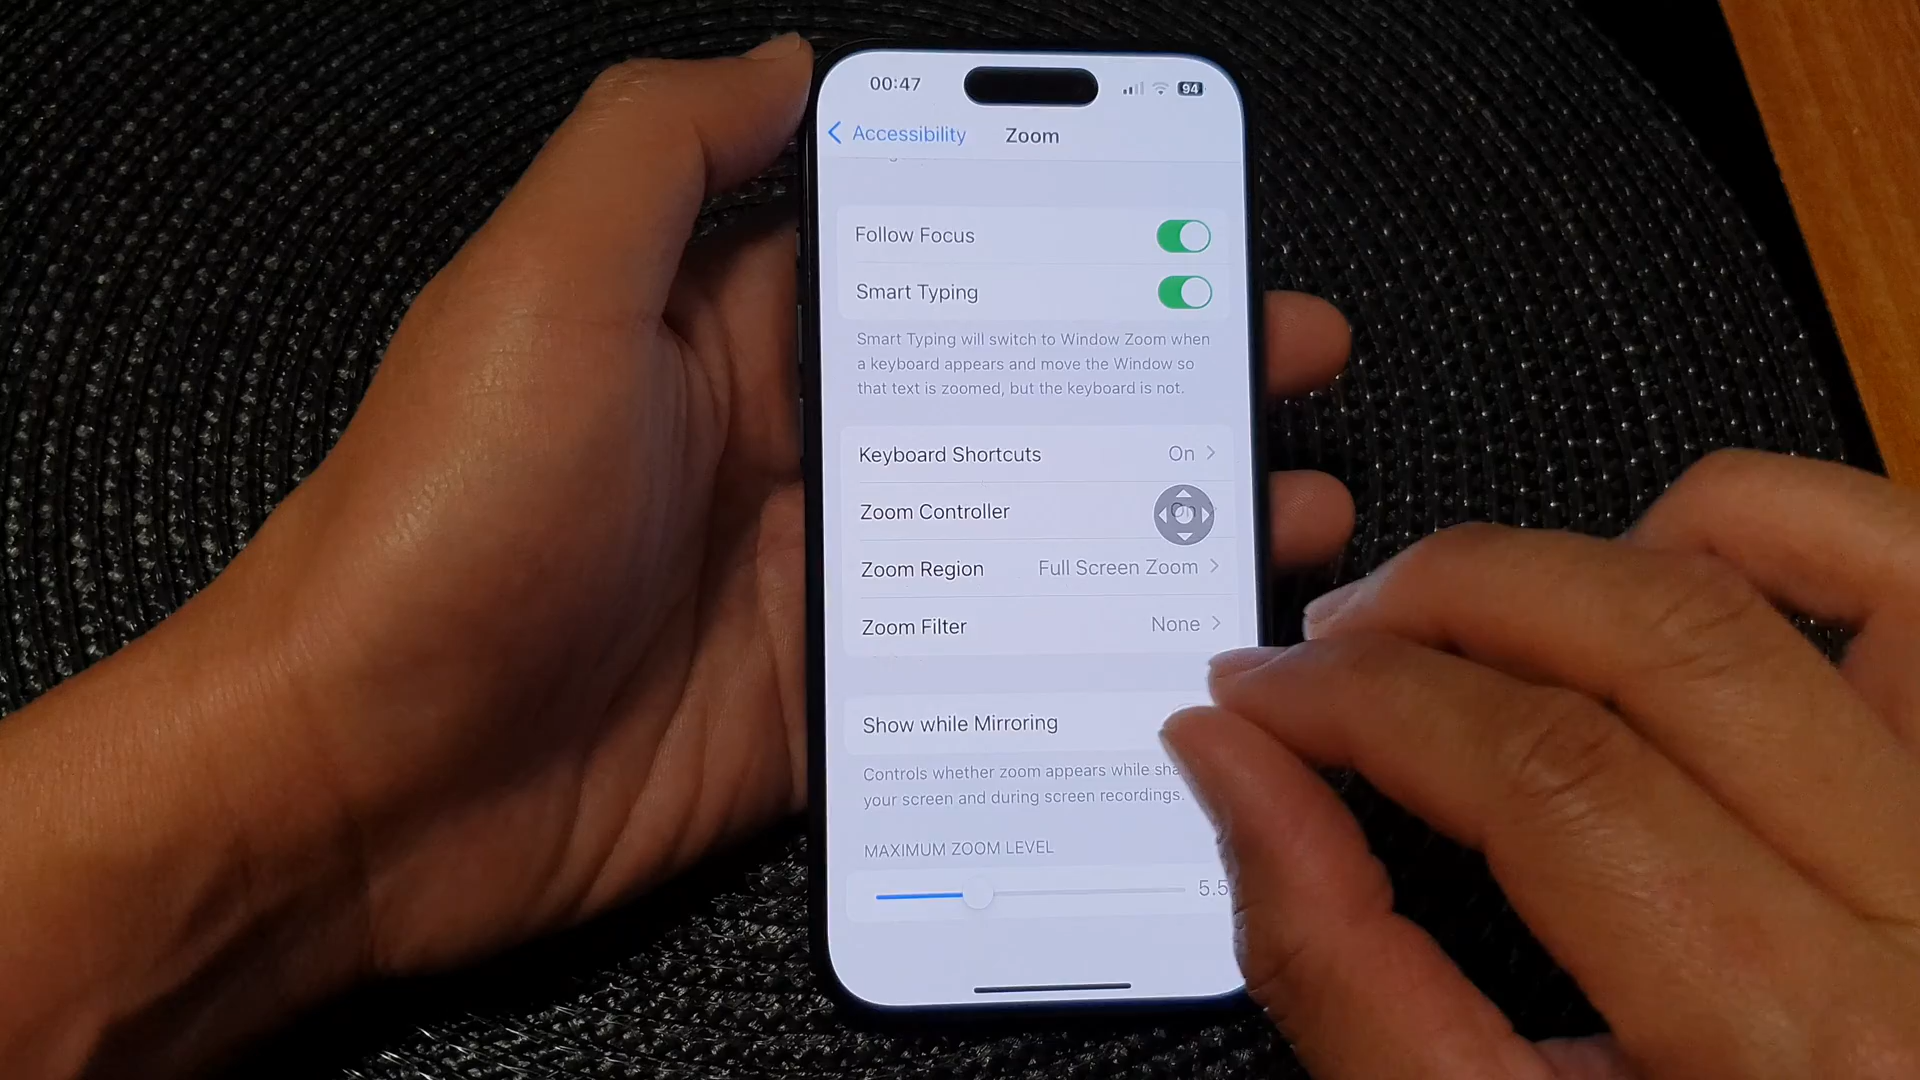 00:47
94
Accessibility
Zoom
Follow Focus
Smart Typing
Smart Typing will switch to Window Zoom when
a keyboard appears and move the Window so
that text is zoomed, but the keyboard is not.
Keyboard Shortcuts On
Zoom Controller On
Zoom Region Full Screen Zoom
Zoom Filter None
Show while Mirroring
Controls whether zoom appears while
your screen and during screen recordings.
MAXIMUM ZOOM LEVEL
5.5